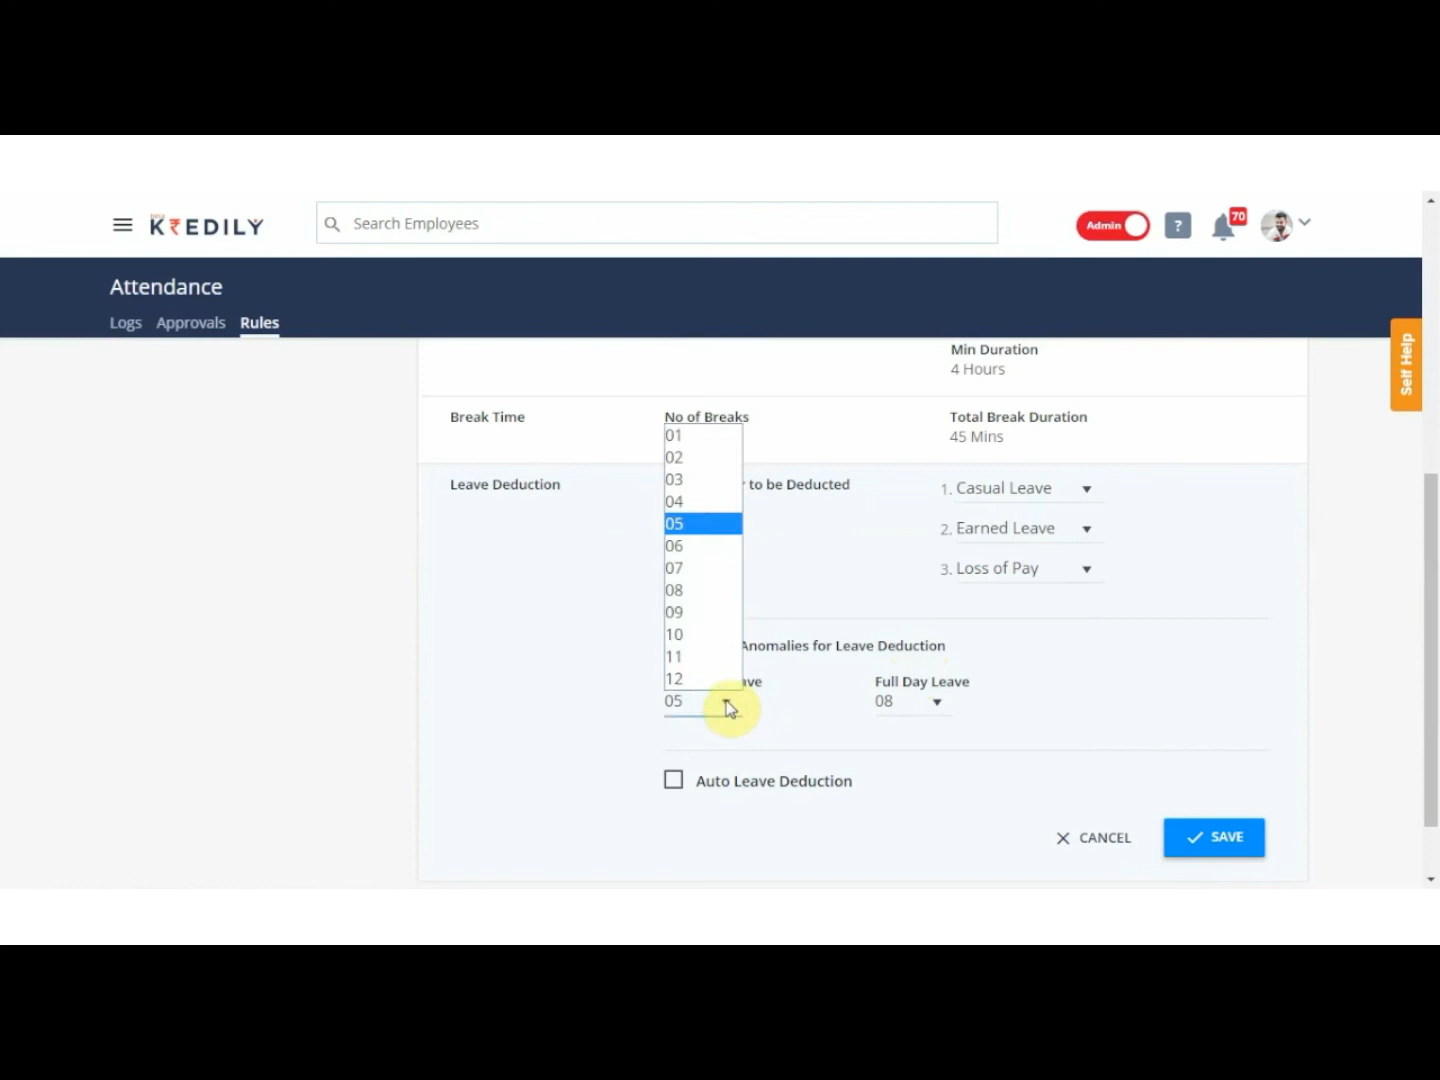 K₹EDILY
Search Employees
Admin
?
70
Attendance
Logs Approvals Rules
Self Help
Min Duration
4 Hours
Break Time
No of Breaks
Total Break Duration
45 Mins
01
02
03
04
05
06
07
08
09
10
11
12
Leave Deduction
to be Deducted
1. Casual Leave
2. Earned Leave
3. Loss of Pay
Anomalies for Leave Deduction
Full Day Leave
05
08
Auto Leave Deduction
CANCEL
SAVE